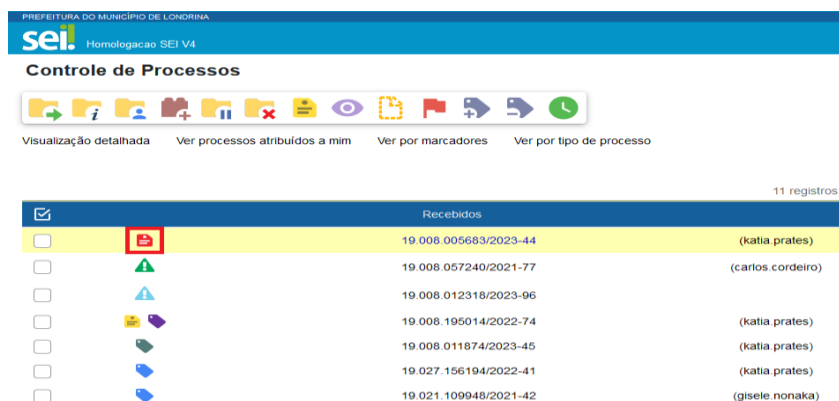 PREFEITURA DO MUNICÍPIO DE LONDRINA
sei! Homologacao SEI V4
Controle de Processos
Visualização detalhada Ver processos atribuídos a mim Ver por marcadores Ver por tipo de processo
11 registros
Recebidos
19.008.005683/2023-44 (katia.prates)
19.008.057240/2021-77 (carlos.cordeiro)
19.008.012318/2023-96
19.008.195014/2022-74 (katia.prates)
19.008.011874/2023-45 (katia.prates)
19.027.156194/2022-41 (katia.prates)
19.021.109948/2021-42 (gisele.nonaka)